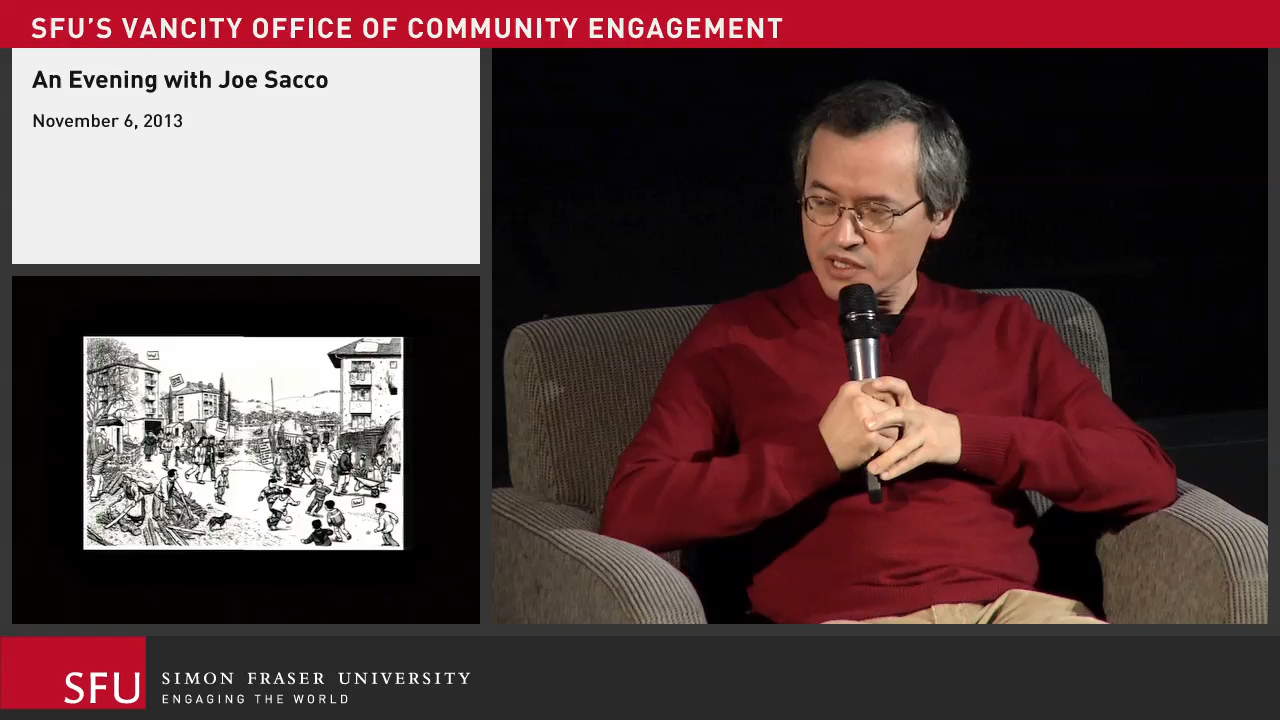 SFU'S VANCITY OFFICE OF COMMUNITY ENGAGEMENT
An Evening with Joe Sacco
November 6, 2013
SFU
SIMON FRASER UNIVERSITY
ENGAGING THE WORLD